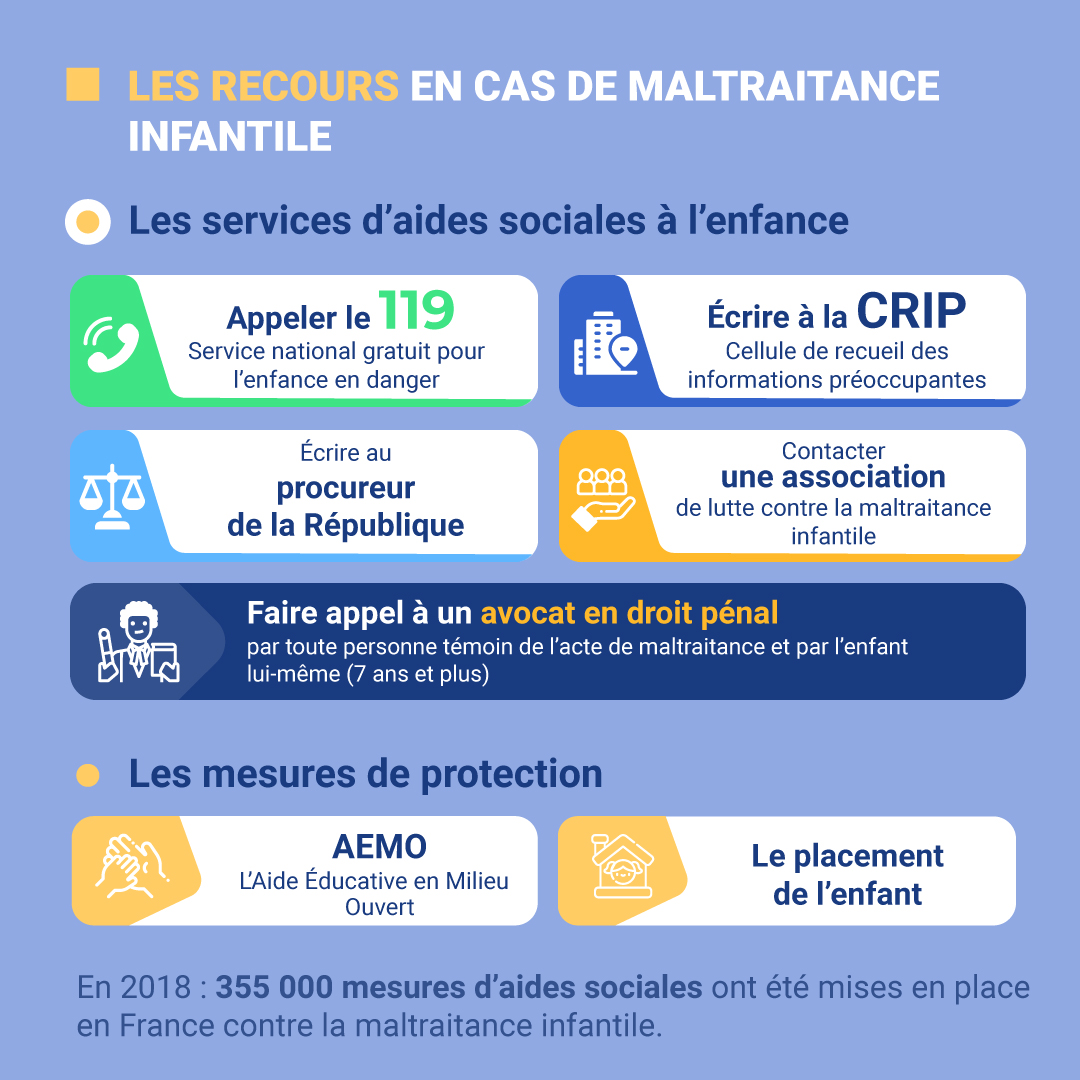 LES RECOURS EN CAS DE MALTRAITANCE
INFANTILE
Les services d’aides sociales à l’enfance
Appeler le 119
Service national gratuit pour
l’enfance en danger
Écrire à la CRIP
Cellule de recueil des
informations préoccupantes
Écrire au
procureur
de la République
Contacter
une association
de lutte contre la maltraitance
infantile
Faire appel à un avocat en droit pénal
par toute personne témoin de l’acte de maltraitance et par l’enfant
lui-même (7 ans et plus)
Les mesures de protection
AEMO
L’Aide Éducative en Milieu
Ouvert
Le placement
de l’enfant
En 2018 : 355 000 mesures d’aides sociales ont été mises en place
en France contre la maltraitance infantile.